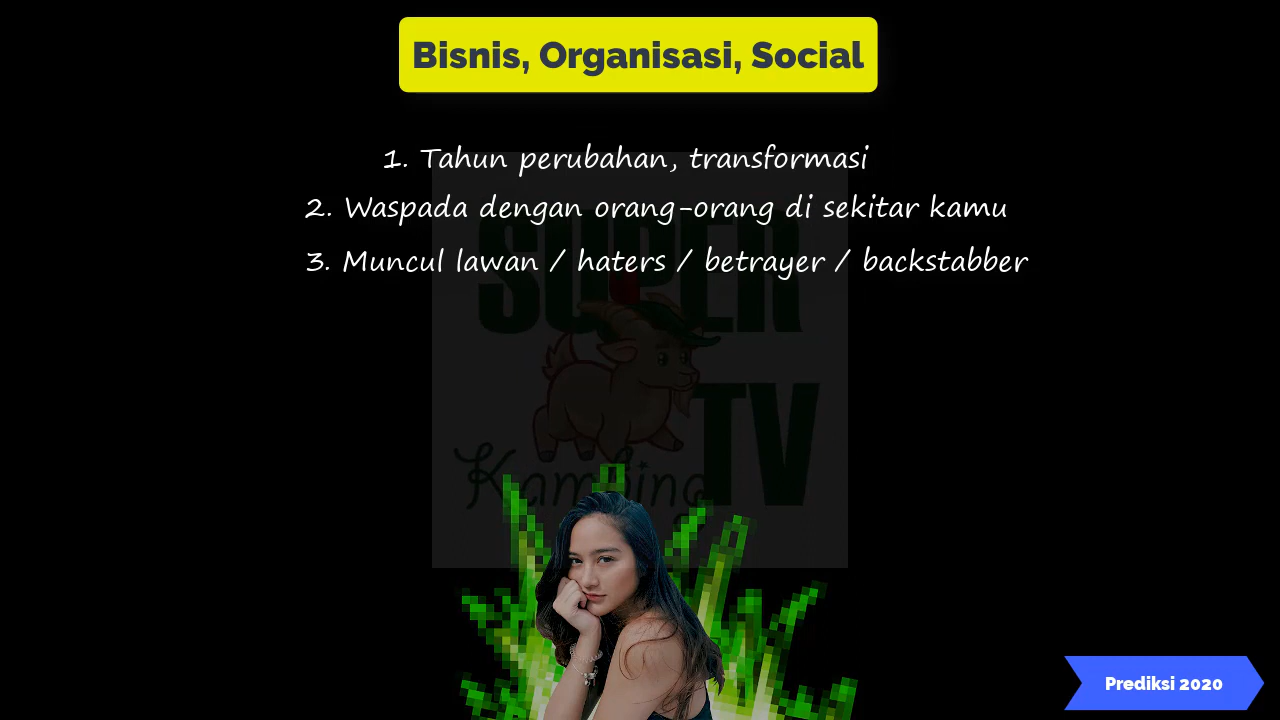 Bisnis, Organisasi, Social
1. Tahun perubahan, transformasi
2. Waspada dengan orang-orang di sekitar kamu
3. Muncul lawan / haters / betrayer / backstabber
SUPER
Kambing TV
Prediksi 2020